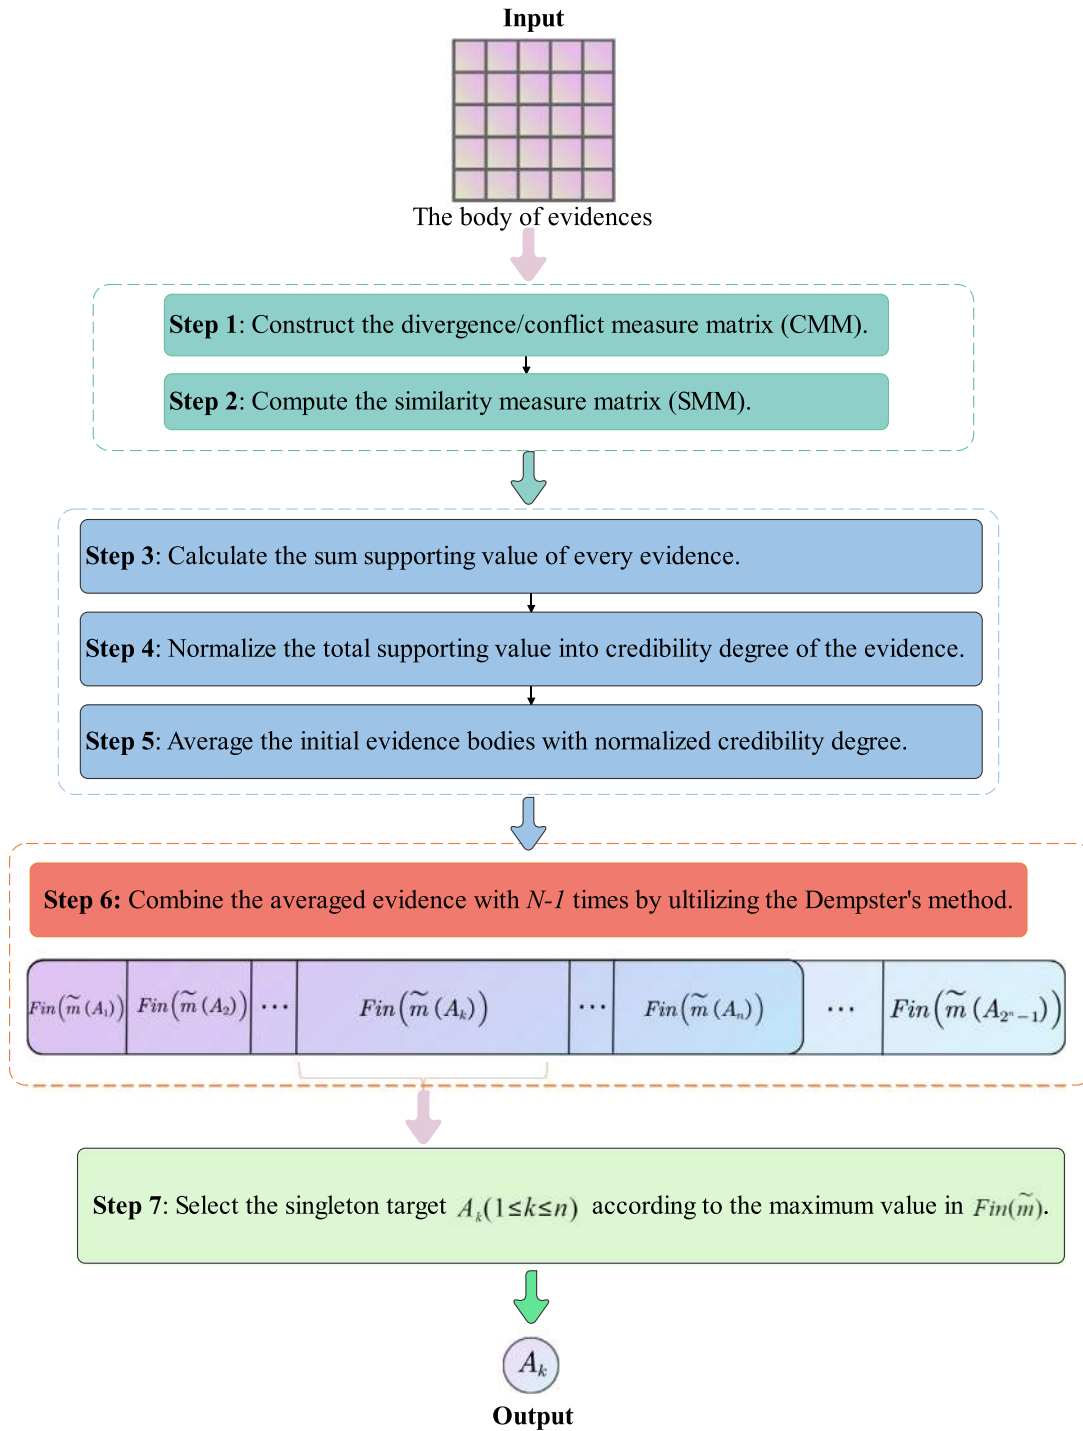 Input
The body of evidences
Step 1: Construct the divergence/conflict measure matrix (CMM).
Step 2: Compute the similarity measure matrix (SMM).
Step 3: Calculate the sum supporting value of every evidence.
Step 4: Normalize the total supporting value into credibility degree of the evidence.
Step 5: Average the initial evidence bodies with normalized credibility degree.
Step 6: Combine the averaged evidence with N-1 times by ultilizing the Dempster's method.
Fin(m̃(A₁)) Fin(m̃(A₂)) ··· Fin(m̃(Aₖ)) ··· Fin(m̃(Aₙ)) ··· Fin(m̃(A_{2ⁿ−1}))
Step 7: Select the singleton target Aₖ(1≤k≤n) according to the maximum value in Fin(m̃).
Aₖ
Output